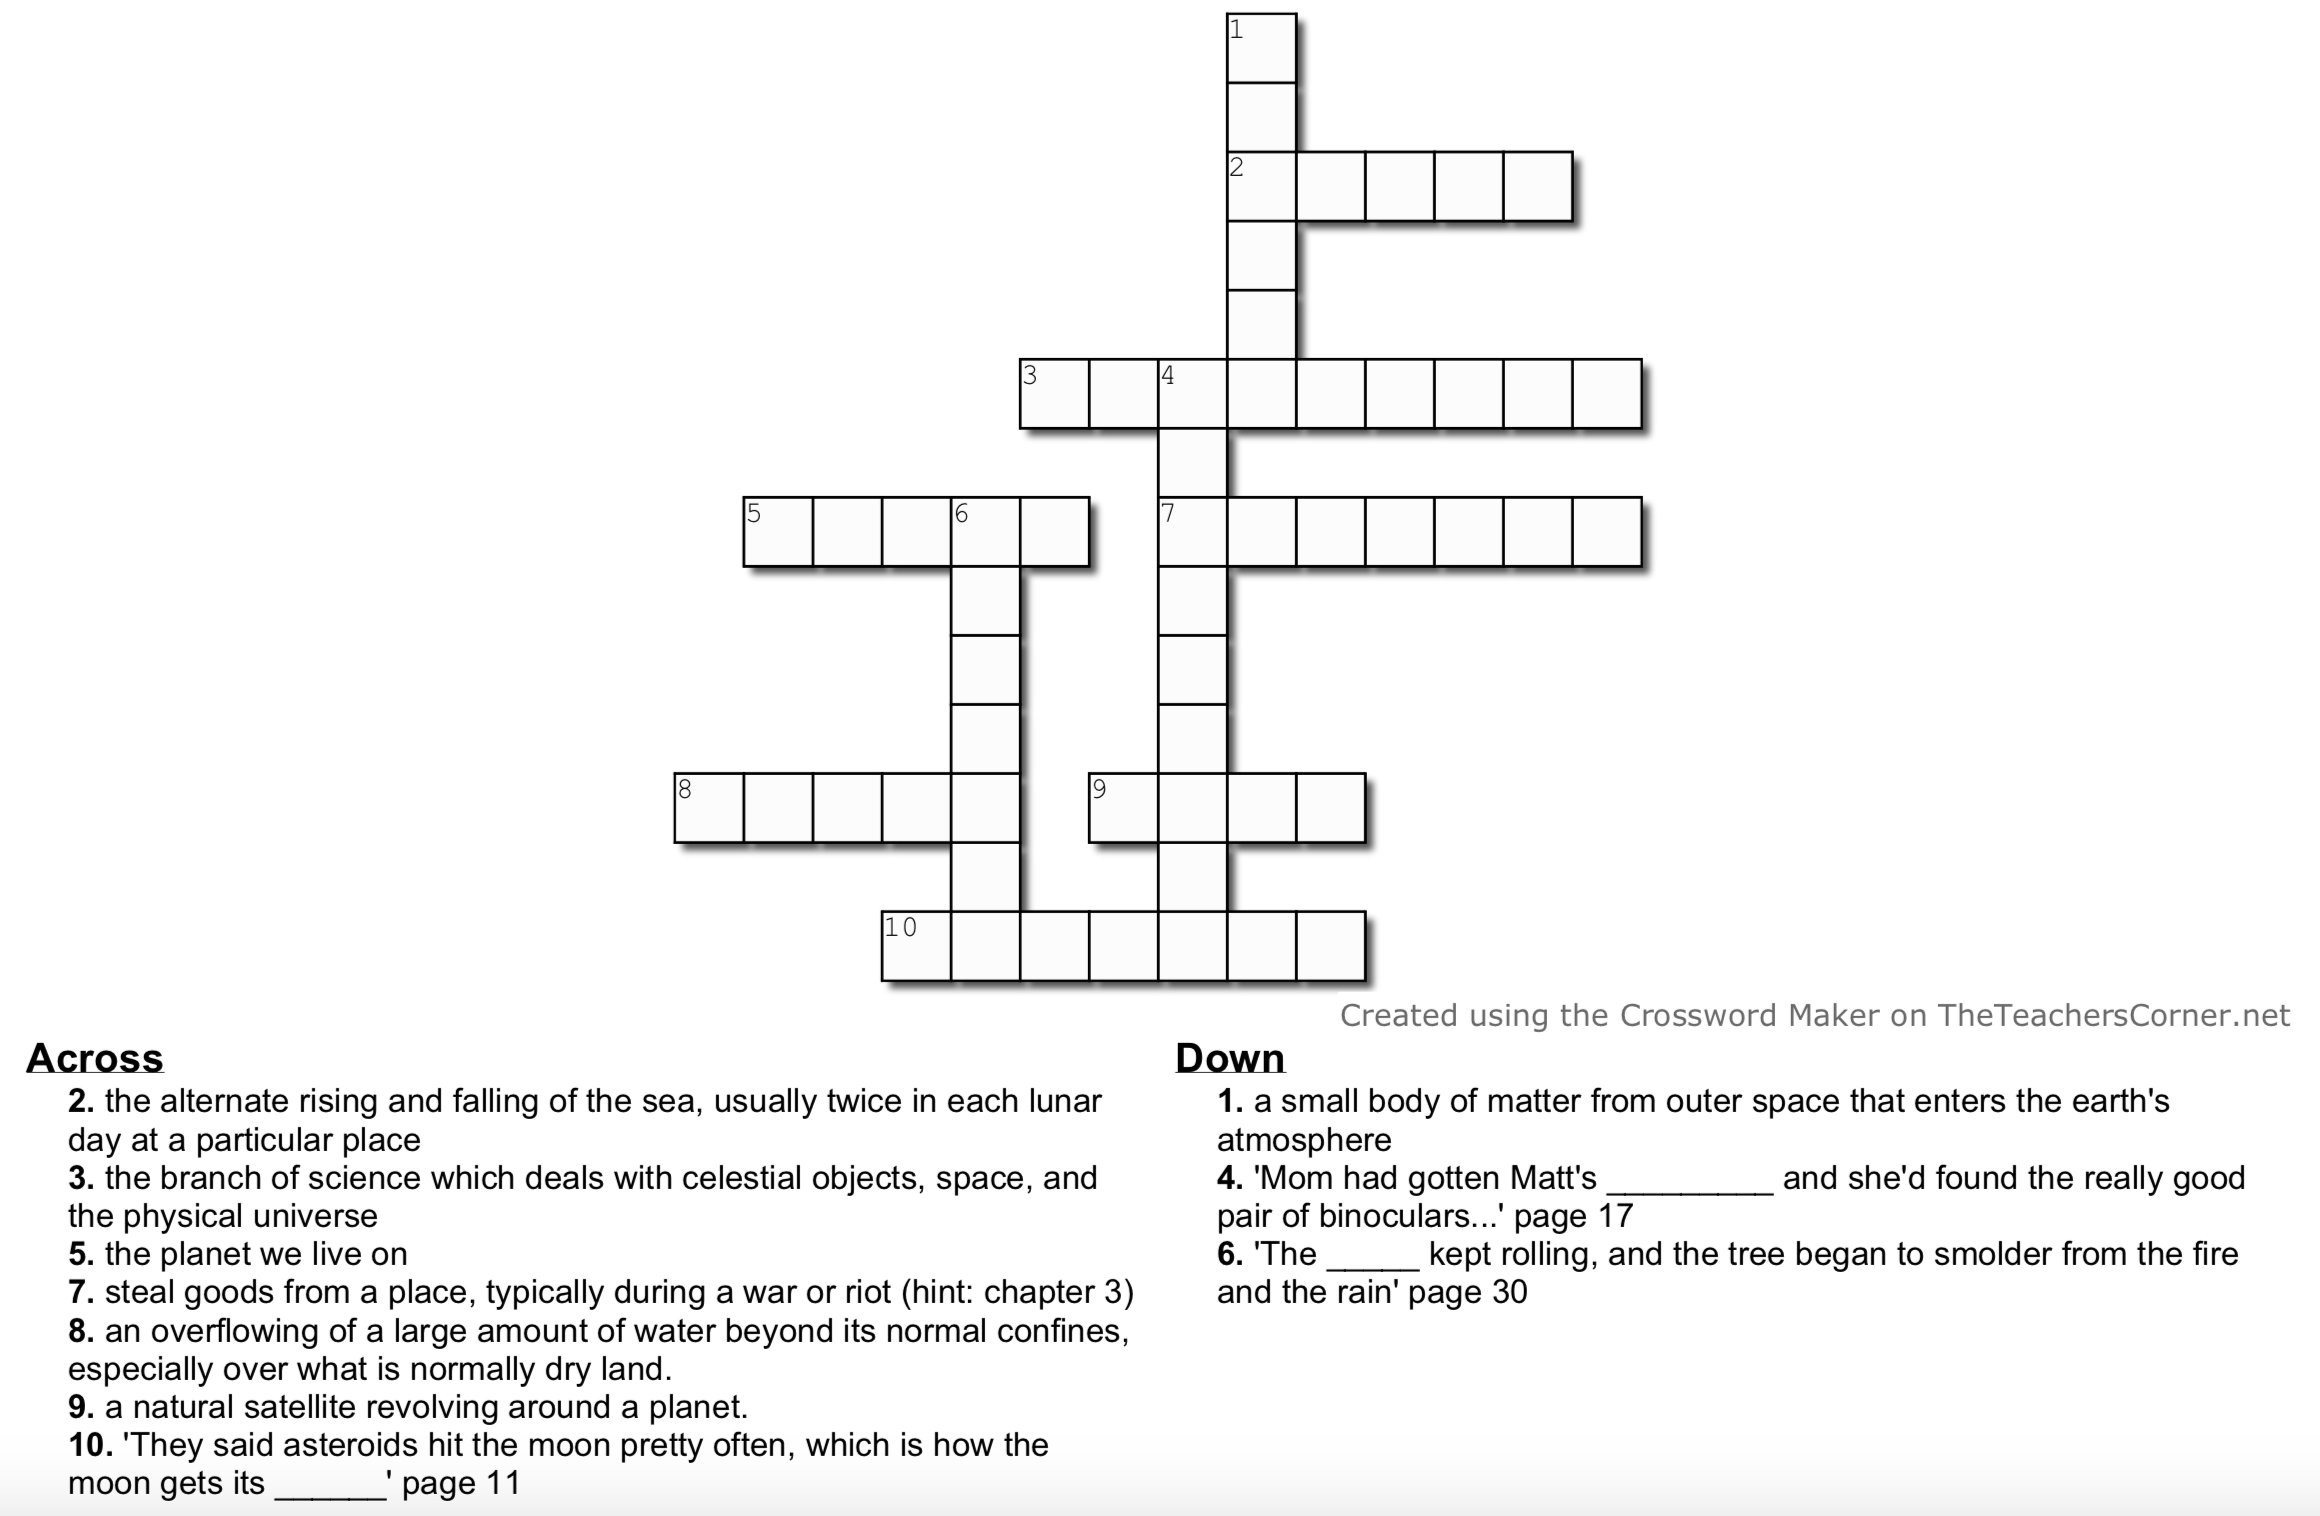 1
2
3
4
5
6
7
8
9
10
Created using the Crossword Maker on TheTeachersCorner.net
Across
2. the alternate rising and falling of the sea, usually twice in each lunar
day at a particular place
3. the branch of science which deals with celestial objects, space, and
the physical universe
5. the planet we live on
7. steal goods from a place, typically during a war or riot (hint: chapter 3)
8. an overflowing of a large amount of water beyond its normal confines,
especially over what is normally dry land.
9. a natural satellite revolving around a planet.
10. 'They said asteroids hit the moon pretty often, which is how the
moon gets its ______' page 11
Down
1. a small body of matter from outer space that enters the earth's
atmosphere
4. 'Mom had gotten Matt's _________ and she'd found the really good
pair of binoculars...' page 17
6. 'The _____ kept rolling, and the tree began to smolder from the fire
and the rain' page 30